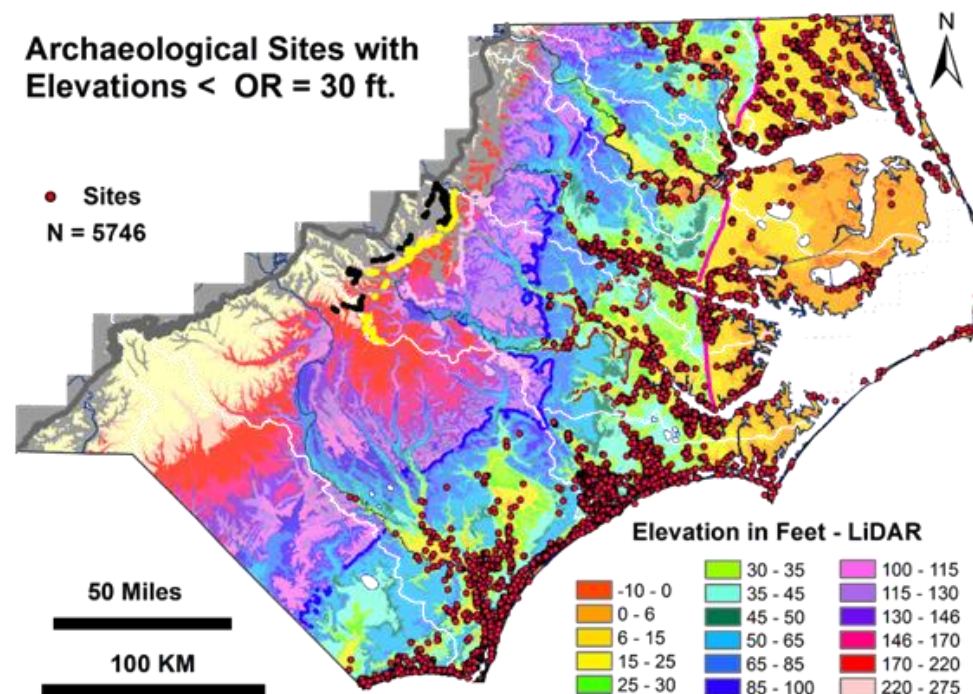 Archaeological Sites with
Elevations < OR = 30 ft.
N
Sites
N = 5746
50 Miles
100 KM
Elevation in Feet - LiDAR
-10 - 0
0 - 6
6 - 15
15 - 25
25 - 30
30 - 35
35 - 45
45 - 50
50 - 65
65 - 85
85 - 100
100 - 115
115 - 130
130 - 146
146 - 170
170 - 220
220 - 275